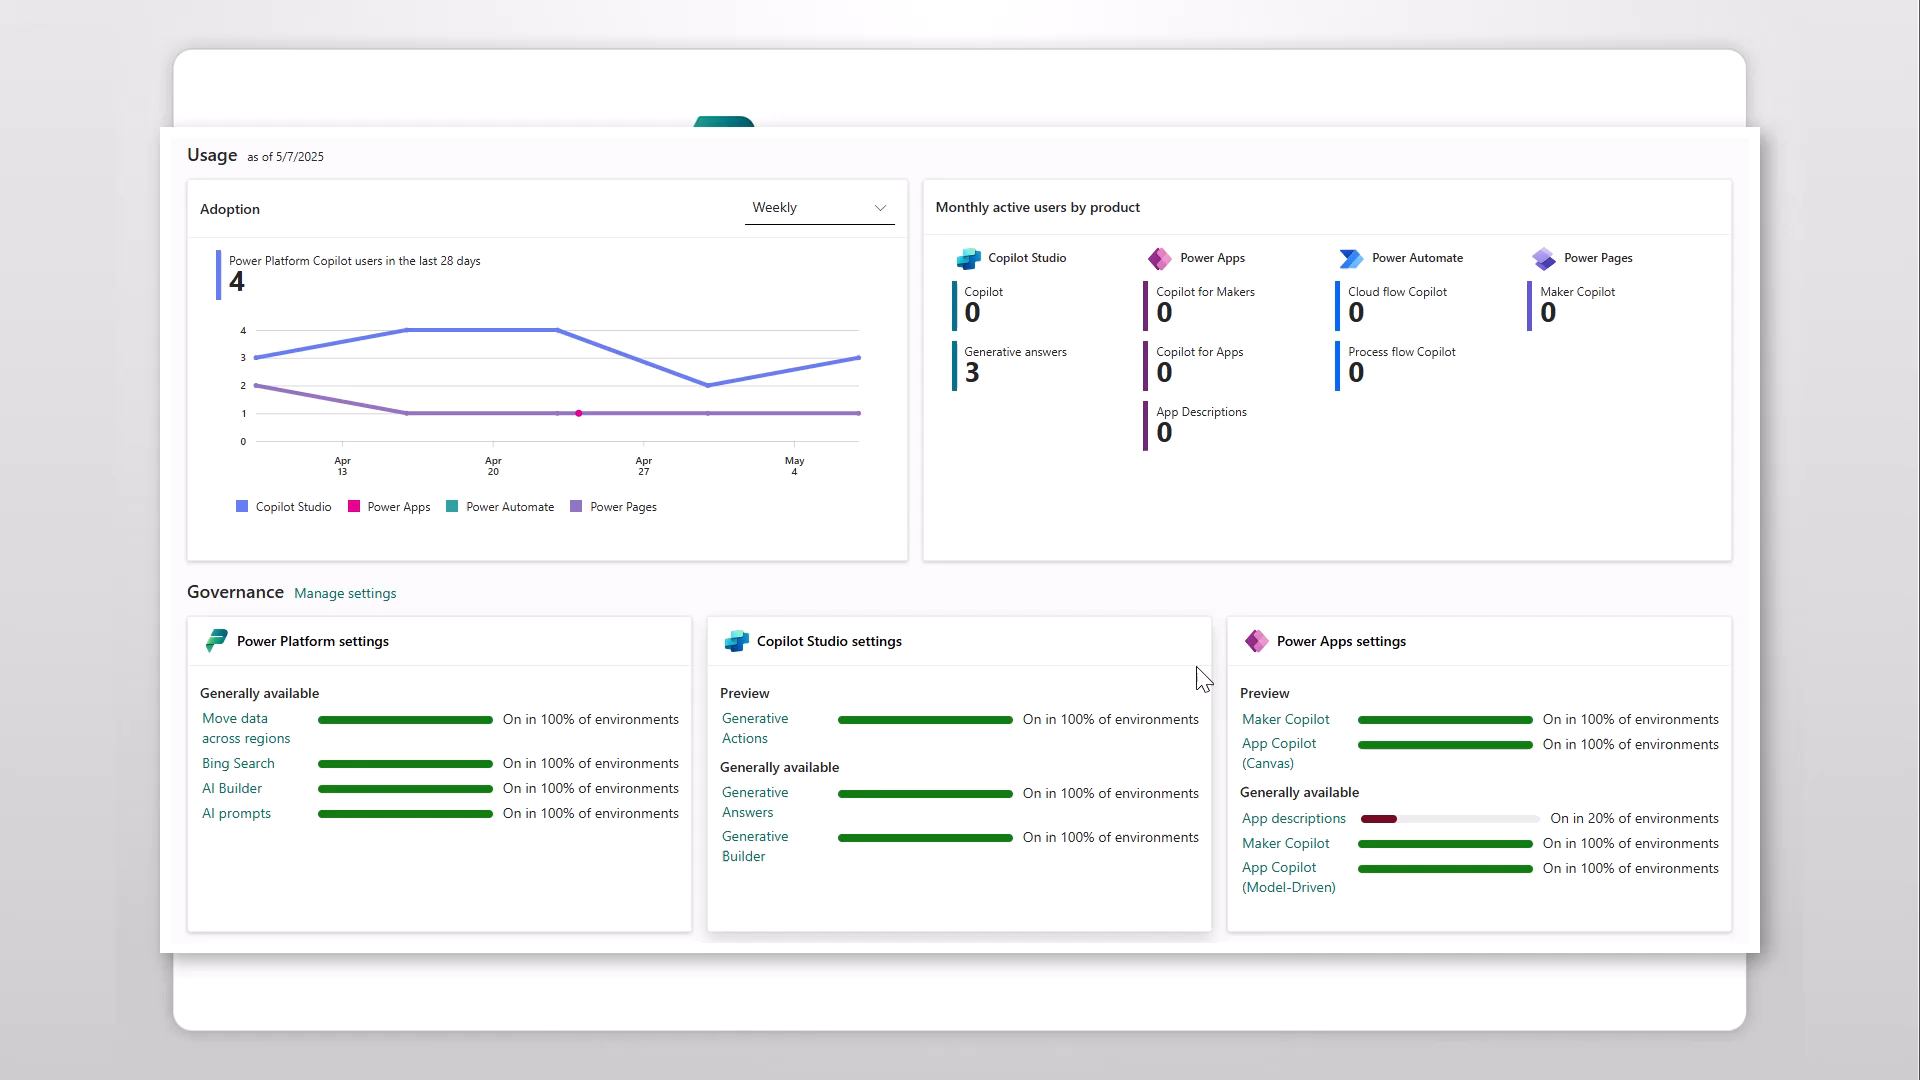 Usage as of 5/7/2025
Adoption
Weekly
Power Platform Copilot users in the last 28 days
4
4
3
2
1
0
Apr 13
Apr 20
Apr 27
May 4
Copilot Studio
Power Apps
Power Automate
Power Pages
Monthly active users by product
Copilot Studio
Copilot
0
Generative answers
3
Power Apps
Copilot for Makers
0
Copilot for Apps
0
App Descriptions
0
Power Automate
Cloud flow Copilot
0
Process flow Copilot
0
Power Pages
Maker Copilot
0
Governance Manage settings
Power Platform settings
Generally available
Move data
across regions
On in 100% of environments
Bing Search On in 100% of environments
AI Builder On in 100% of environments
AI prompts On in 100% of environments
Copilot Studio settings
Preview
Generative
Actions
On in 100% of environments
Generally available
Generative
Answers
On in 100% of environments
Generative
Builder
On in 100% of environments
Power Apps settings
Preview
Maker Copilot On in 100% of environments
App Copilot
(Canvas)
On in 100% of environments
Generally available
App descriptions On in 20% of environments
Maker Copilot On in 100% of environments
App Copilot
(Model-Driven)
On in 100% of environments